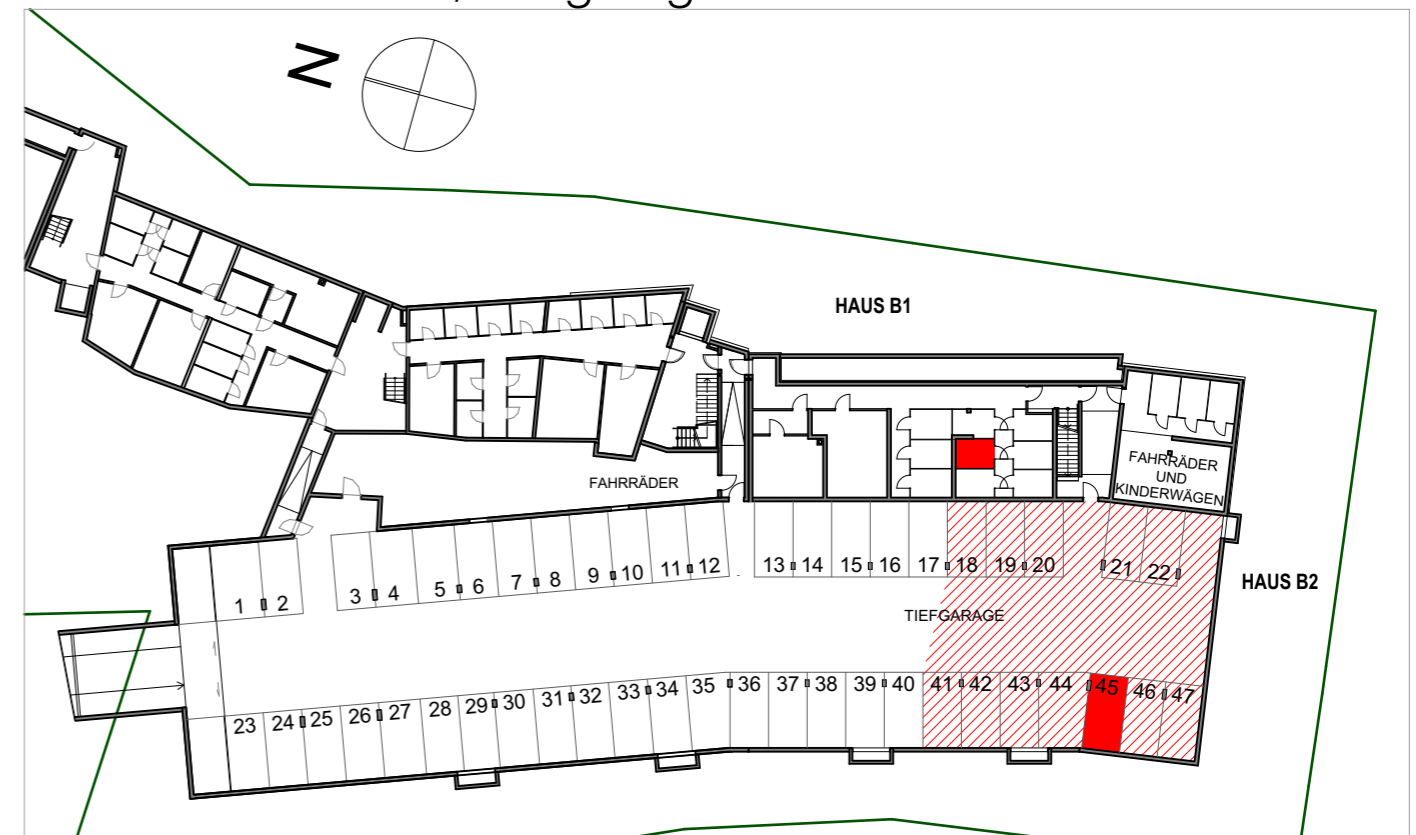 N
HAUS B1
FAHRRÄDER
FAHRRÄDER
UND
KINDERWÄGEN
1 2 3 4 5 6 7 8 9 10 11 12 13 14 15 16 17 18 19 20 21 22
HAUS B2
TIEFGARAGE
23 24 25 26 27 28 29 30 31 32 33 34 35 36 37 38 39 40 41 42 43 44 45 46 47